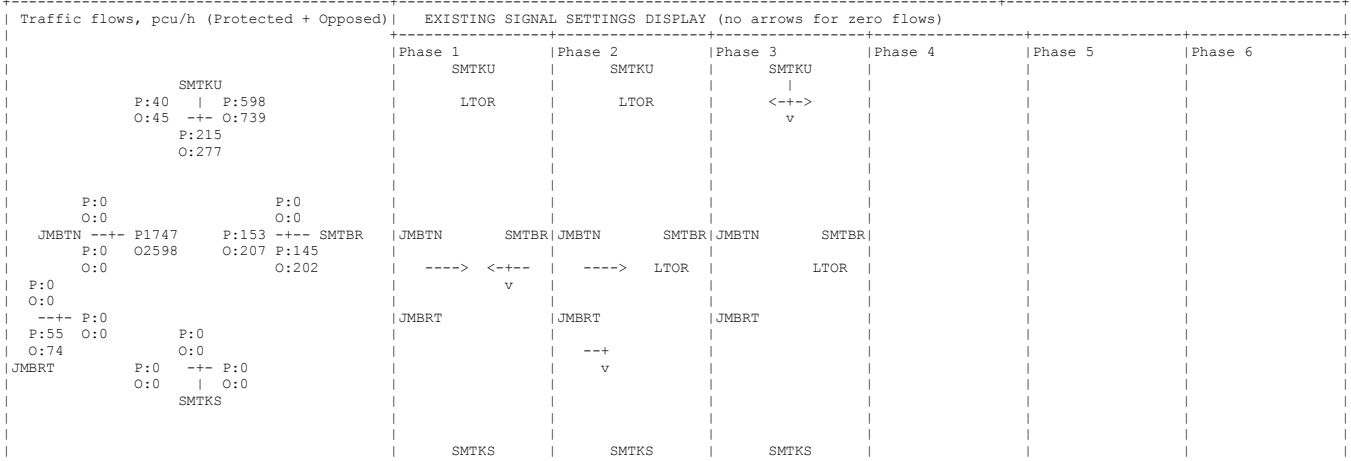 Traffic flows, pcu/h (Protected + Opposed)| EXISTING SIGNAL SETTINGS DISPLAY (no arrows for zero flows)
|Phase 1 |Phase 2 |Phase 3 |Phase 4 |Phase 5 |Phase 6 |
SMTKU | SMTKU | SMTKU
SMTKU |
P:40 | P:598 | LTOR | LTOR | <-+->
O:45 -+- O:739 v
P:215
O:277
P:0 P:0
O:0 O:0
JMBTN --+- P1747 P:153 -+-- SMTBR |JMBTN SMTBR|JMBTN SMTBR|JMBTN SMTBR|
P:0 O2598 O:207 P:145
O:0 O:202 | ----> <-+-- | ----> LTOR | LTOR |
P:0 v
O:0
--+- P:0 |JMBRT |JMBRT |JMBRT
P:55 O:0 P:0
O:74 O:0 --+
|JMBRT P:0 -+- P:0 v
O:0 | O:0
SMTKS
SMTKS | SMTKS | SMTKS